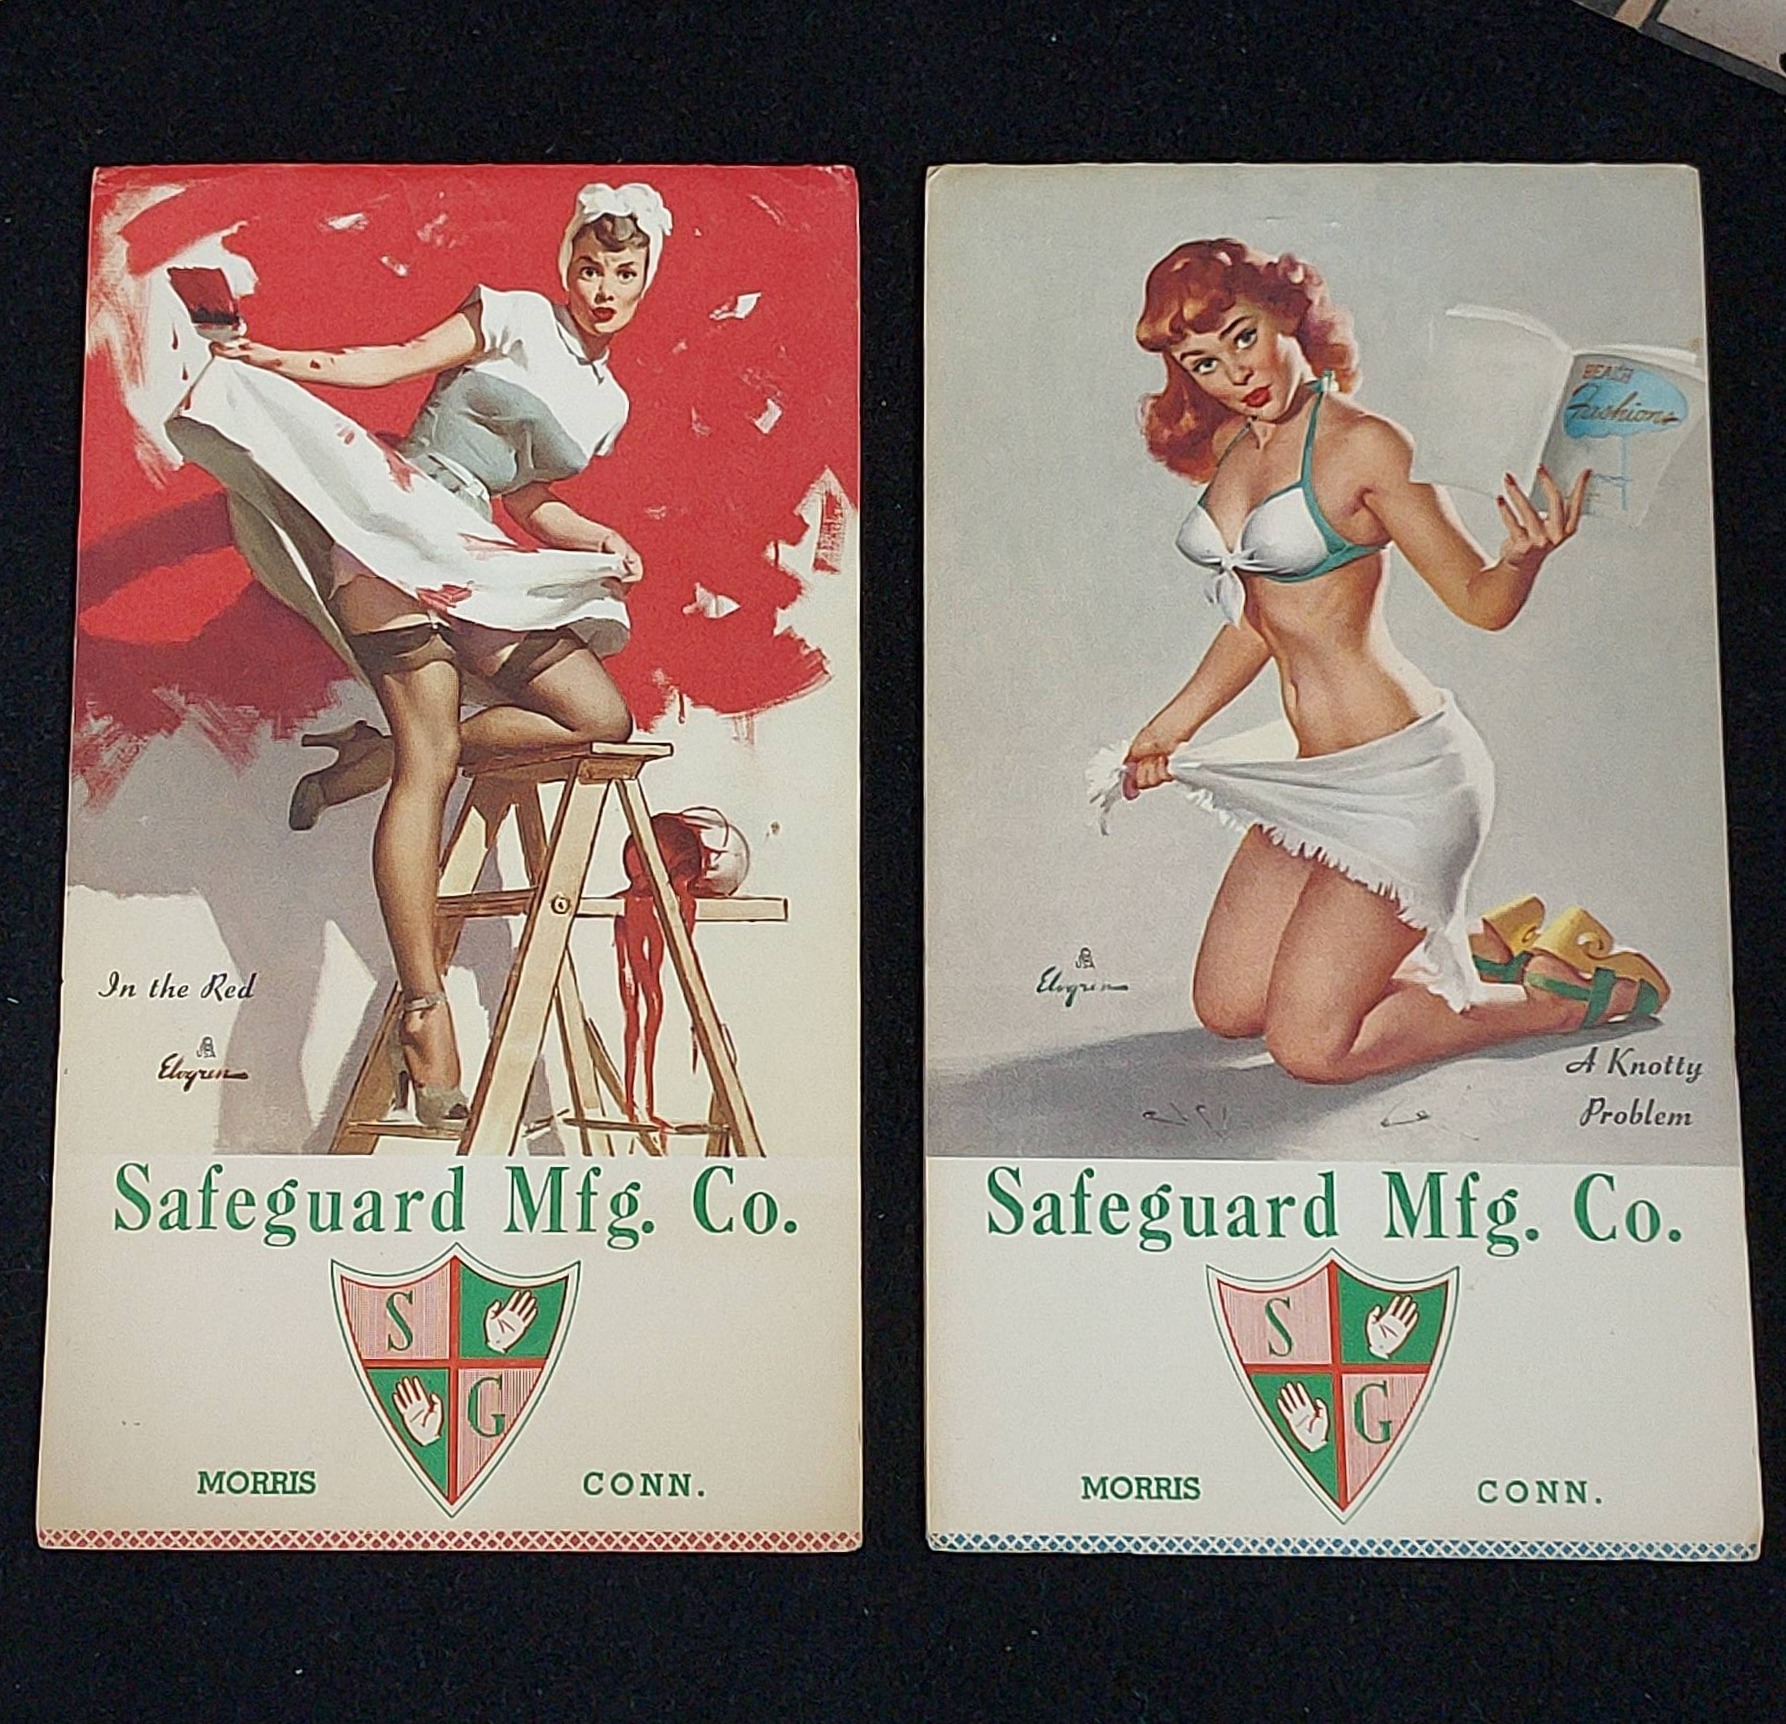 In the Red
Elvgren
Safeguard Mfg. Co.
S
G
MORRIS CONN.
BEACH
Fashions
Elvgren
A Knotty
Problem
Safeguard Mfg. Co.
S
G
MORRIS CONN.